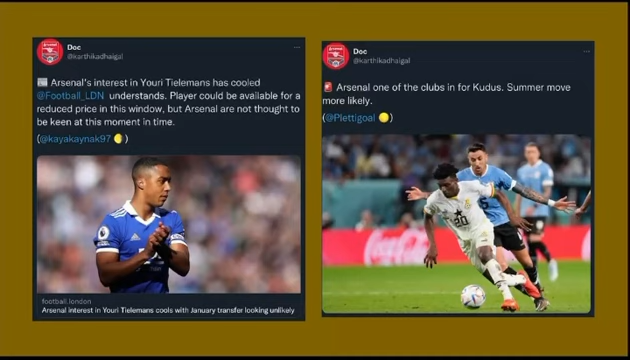 Doc
@karthikadhaigal
Arsenal's interest in Youri Tielemans has cooled
@Football_LDN understands. Player could be available for a
reduced price in this window, but Arsenal are not thought to
be keen at this moment in time.
(@kayakaynak97 )
football.london
Arsenal interest in Youri Tielemans cools with January transfer looking unlikely
Doc
@karthikadhaigal
Arsenal one of the clubs in for Kudus. Summer move
more likely.
(@Plettigoal )
Coca-Cola
20